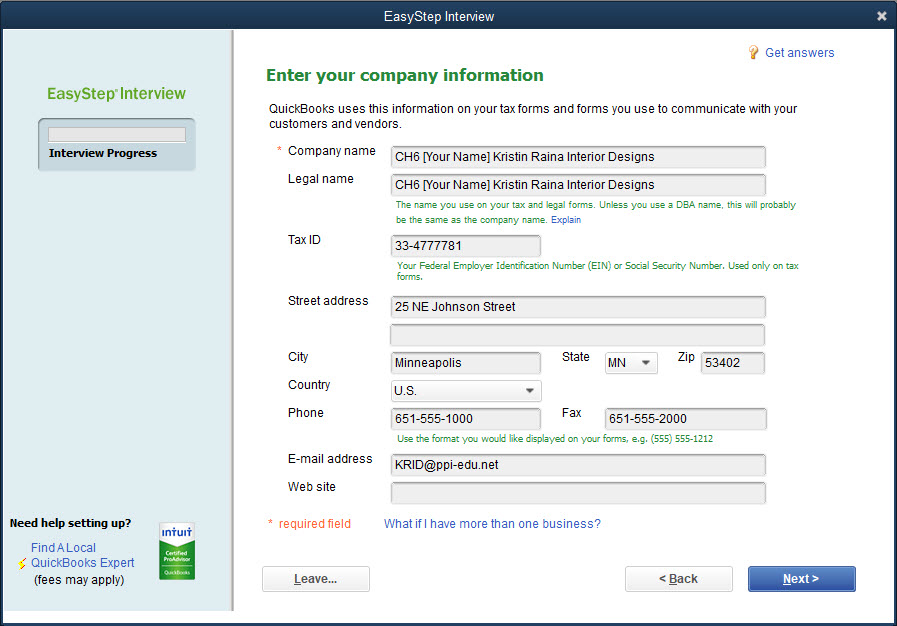 EasyStep Interview
Get answers
EasyStep® Interview
Interview Progress
Enter your company information
QuickBooks uses this information on your tax forms and forms you use to communicate with your
customers and vendors.
* Company name CH6 [Your Name] Kristin Raina Interior Designs
Legal name CH6 [Your Name] Kristin Raina Interior Designs
The name you use on your tax and legal forms. Unless you use a DBA name, this will probably
be the same as the company name. Explain
Tax ID 33-4777781
Your Federal Employer Identification Number (EIN) or Social Security Number. Used only on tax
forms.
Street address 25 NE Johnson Street
City Minneapolis State MN Zip 53402
Country U.S.
Phone 651-555-1000 Fax 651-555-2000
Use the format you would like displayed on your forms, e.g. (555) 555-1212
E-mail address KRID@ppi-edu.net
Web site
* required field What if I have more than one business?
Need help setting up?
Find A Local
QuickBooks Expert
(fees may apply)
intuit
Certified
ProAdvisor
QuickBooks
Leave... < Back Next >